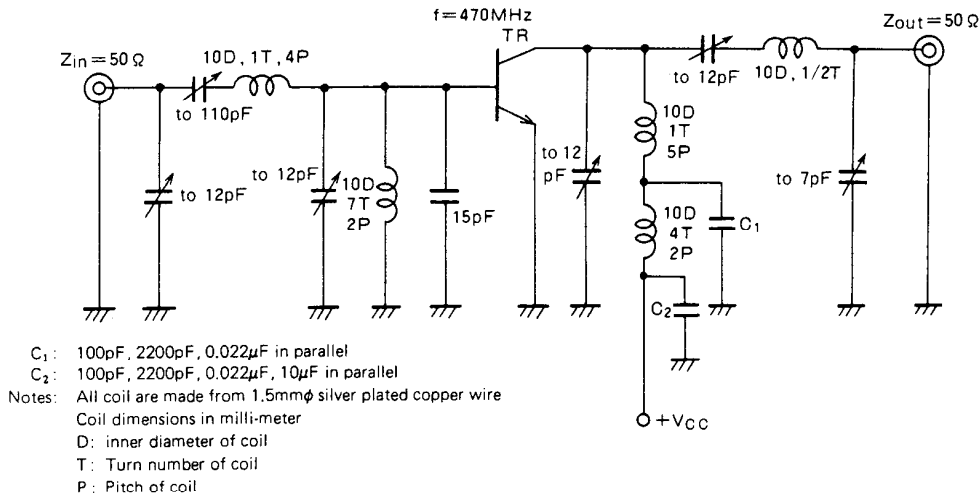 f=470MHz
TR
Zin=50Ω
Zout=50Ω
10D, 1T, 4P
to 110pF
to 12pF
10D, 1/2T
to 12pF
to 12pF
10D
7T
2P
15pF
to 12
pF
10D
1T
5P
10D
4T
2P
C₁
C₂
to 7pF
+VCC
C₁: 100pF, 2200pF, 0.022μF in parallel
C₂: 100pF, 2200pF, 0.022μF, 10μF in parallel
Notes: All coil are made from 1.5mmϕ silver plated copper wire
Coil dimensions in milli-meter
D: inner diameter of coil
T: Turn number of coil
P: Pitch of coil